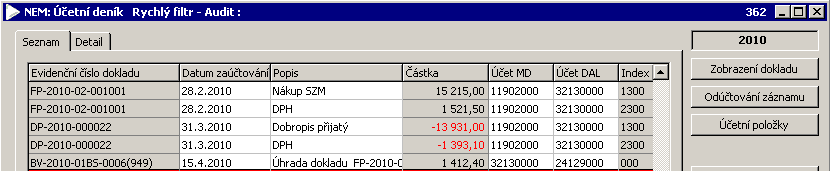 NEM: Účetní deník Rychlý filtr - Audit : 362
Seznam Detail
2010
Evidenční číslo dokladu Datum zaúčtování Popis Částka Účet MD Účet DAL Index
FP-2010-02-001001 28.2.2010 Nákup SZM 15 215,00 11902000 32130000 1300
FP-2010-02-001001 28.2.2010 DPH 1 521,50 11902000 32130000 2300
DP-2010-000022 31.3.2010 Dobropis přijatý -13 931,00 11902000 32130000 1300
DP-2010-000022 31.3.2010 DPH -1 393,10 11902000 32130000 2300
BV-2010-01BS-0006(949) 15.4.2010 Úhrada dokladu FP-2010-0 1 412,40 32130000 24129000 000
Zobrazení dokladu
Odúčtování záznamu
Účetní položky